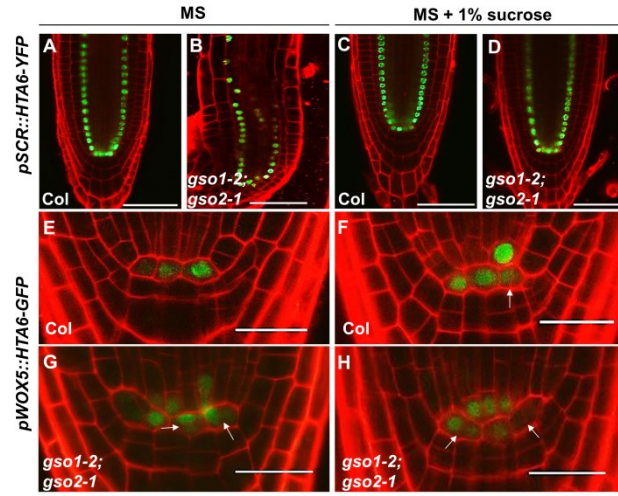 MS
MS + 1% sucrose
pSCR::HTA6-YFP
A
Col
B
gso1-2;
gso2-1
C
Col
D
gso1-2;
gso2-1
pWOX5::HTA6-GFP
E
Col
F
Col
G
gso1-2;
gso2-1
H
gso1-2;
gso2-1